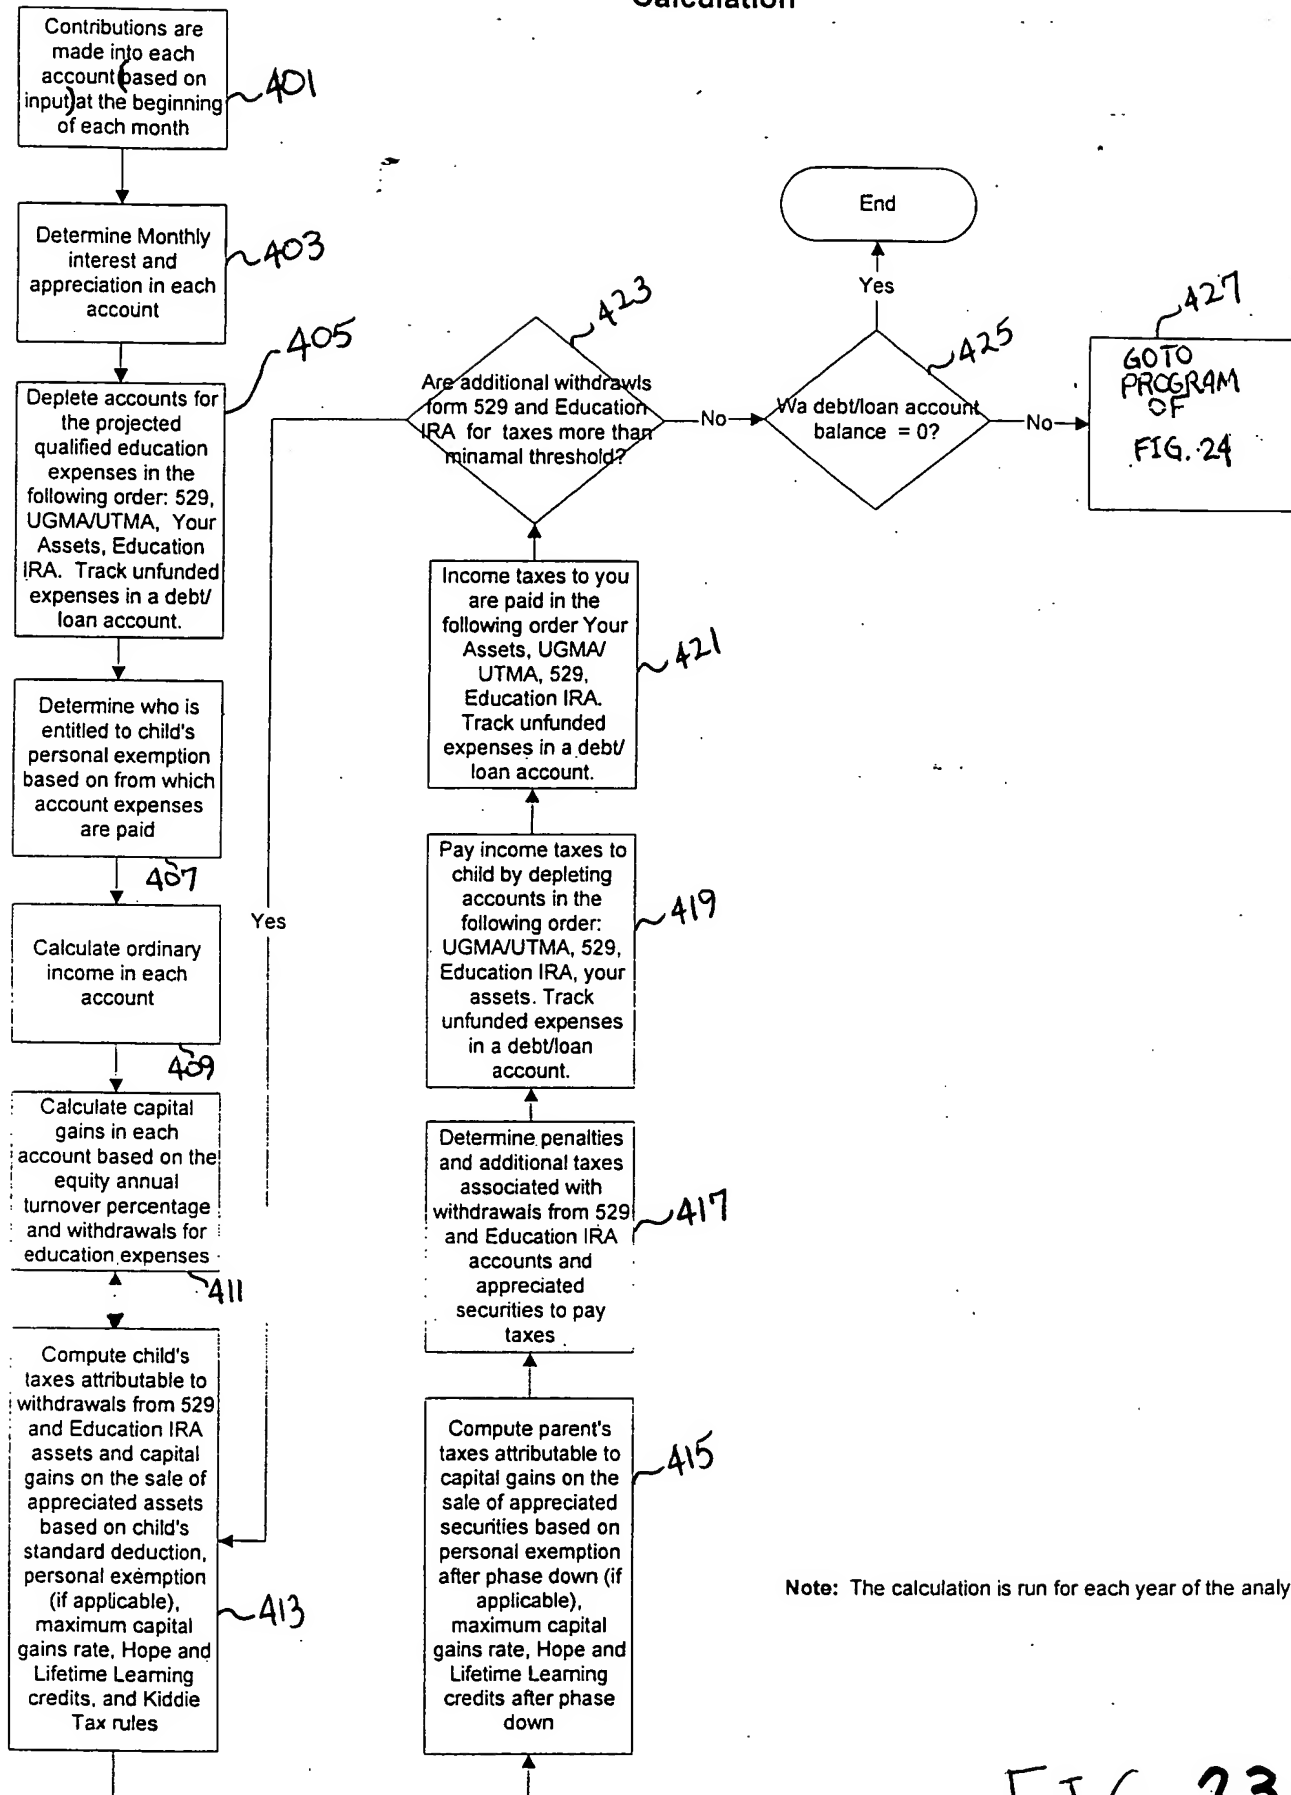 Calculation
Contributions are
made into each
account (based on
input) at the beginning
of each month
401
Determine Monthly
interest and
appreciation in each
account
403
Deplete accounts for
the projected
qualified education
expenses in the
following order: 529,
UGMA/UTMA, Your
Assets, Education
IRA. Track unfunded
expenses in a debt/
loan account.
405
Determine who is
entitled to child's
personal exemption
based on from which
account expenses
are paid
407
Calculate ordinary
income in each
account
409
Calculate capital
gains in each
account based on the
equity annual
turnover percentage
and withdrawals for
education expenses
411
Compute child's
taxes attributable to
withdrawals from 529
and Education IRA
assets and capital
gains on the sale of
appreciated assets
based on child's
standard deduction,
personal exemption
(if applicable),
maximum capital
gains rate, Hope and
Lifetime Learning
credits, and Kiddie
Tax rules
413
Compute parent's
taxes attributable to
capital gains on the
sale of appreciated
securities based on
personal exemption
after phase down (if
applicable),
maximum capital
gains rate, Hope and
Lifetime Learning
credits after phase
down
415
Determine penalties
and additional taxes
associated with
withdrawals from 529
and Education IRA
accounts and
appreciated
securities to pay
taxes
417
Pay income taxes to
child by depleting
accounts in the
following order:
UGMA/UTMA, 529,
Education IRA, your
assets. Track
unfunded expenses
in a debt/loan
account.
419
Income taxes to you
are paid in the
following order Your
Assets, UGMA/
UTMA, 529,
Education IRA.
Track unfunded
expenses in a debt/
loan account.
421
Are additional withdrawls
form 529 and Education
IRA for taxes more than
minamal threshold?
423
Yes
No
Wa debt/loan account
balance = 0?
425
Yes
End
No
GOTO
PROGRAM
OF
FIG. 24
427
Note: The calculation is run for each year of the analy
FIG. 23